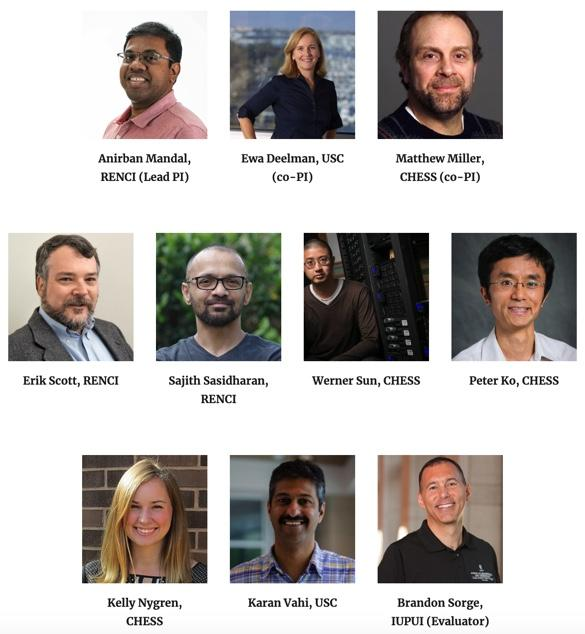 Anirban Mandal,
RENCI (Lead PI)
Ewa Deelman, USC
(co-PI)
Matthew Miller,
CHESS (co-PI)
Erik Scott, RENCI
Sajith Sasidharan,
RENCI
Werner Sun, CHESS
Peter Ko, CHESS
Kelly Nygren,
CHESS
Karan Vahi, USC
Brandon Sorge,
IUPUI (Evaluator)